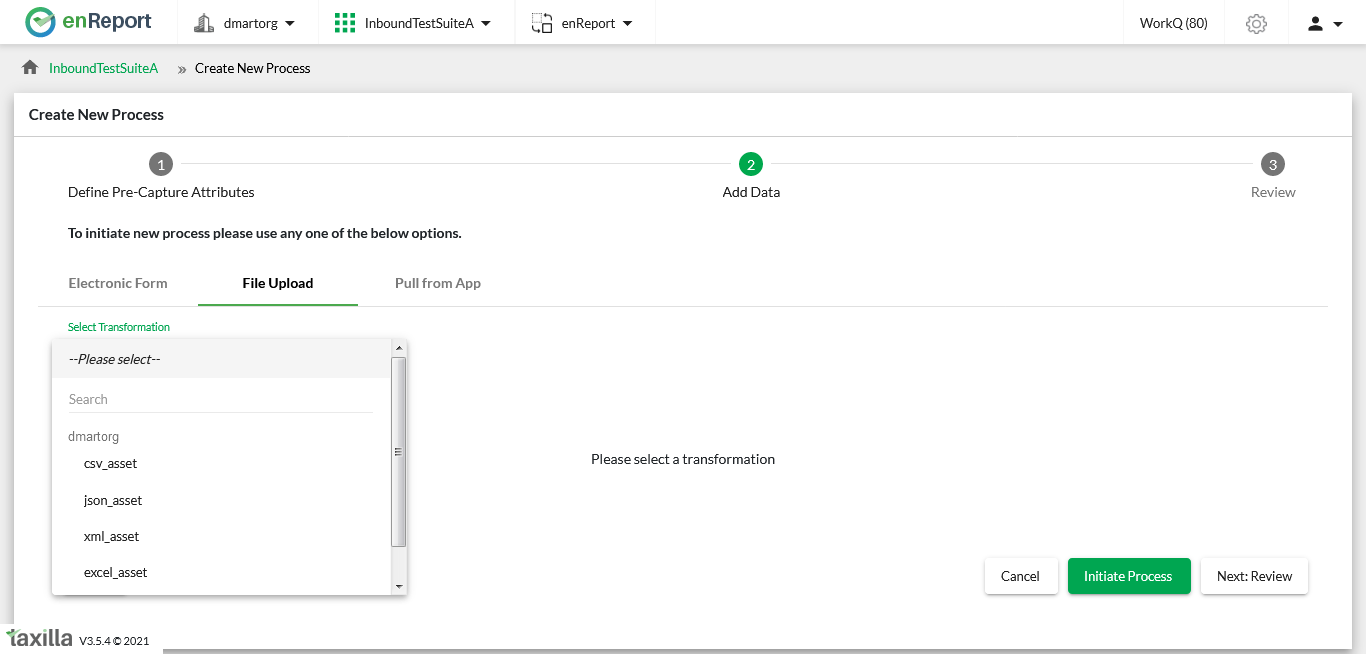 enReport dmartorg InboundTestSuiteA enReport WorkQ (80)
InboundTestSuiteA » Create New Process
Create New Process
1 2 3
Define Pre-Capture Attributes Add Data Review
To initiate new process please use any one of the below options.
Electronic Form File Upload Pull from App
Select Transformation
--Please select--
Search
dmartorg
csv_asset
Please select a transformation
json_asset
xml_asset
excel_asset
Cancel Initiate Process Next: Review
taxilla V3.5.4 © 2021